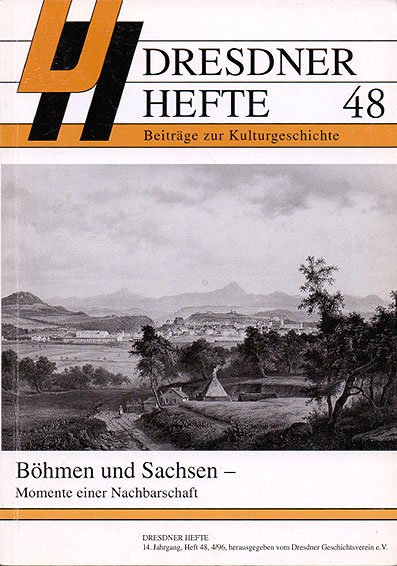 DRESDNER
HEFTE 48
Beiträge zur Kulturgeschichte
Böhmen und Sachsen –
Momente einer Nachbarschaft
DRESDNER HEFTE
14. Jahrgang, Heft 48, 4/96, herausgegeben vom Dresdner Geschichtsverein e.V.